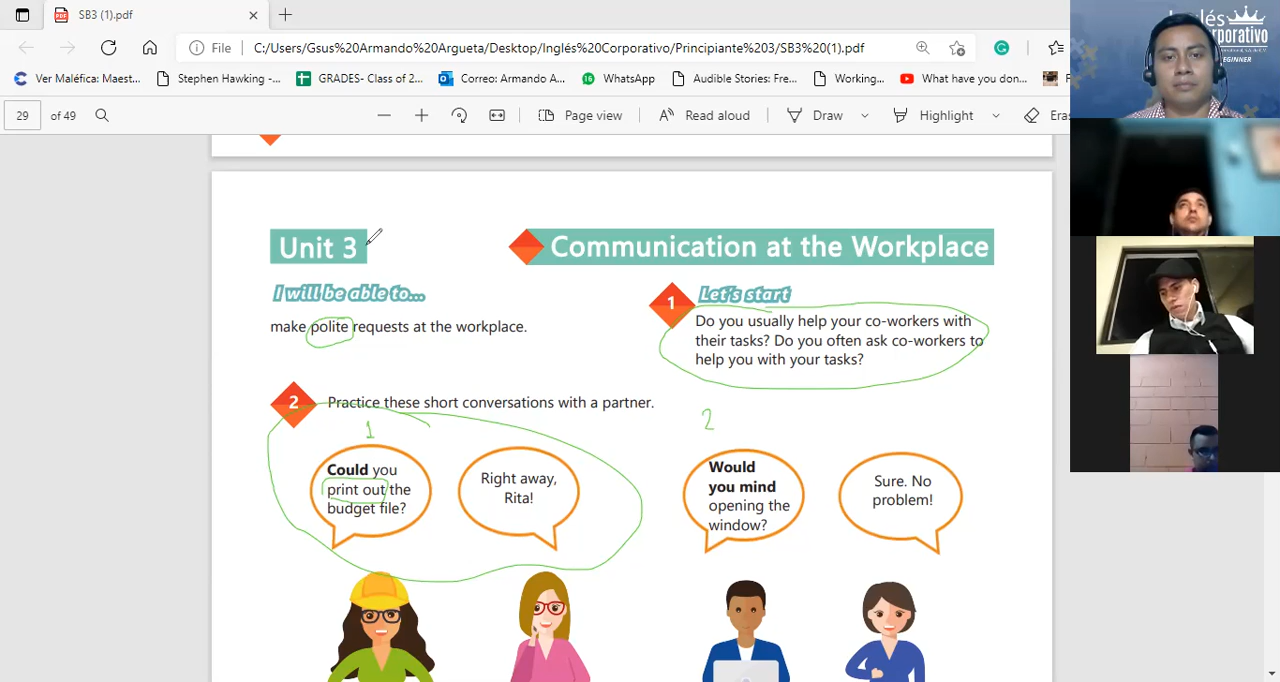 SB3 (1).pdf
File
C:/Users/Gsus%20Armando%20Argueta/Desktop/Inglés%20Corporativo/Principiante%203/SB3%20(1).pdf
Ver Maléfica: Maest...
Stephen Hawking -...
GRADES- Class of 2...
Correo: Armando A...
16
WhatsApp
Audible Stories: Fre...
Working...
What have you don...
29
of 49
Page view
Read aloud
Draw
Highlight
Eras
Inglés
Corporativo
BEGINNER
Unit 3
Communication at the Workplace
I will be able to...
make polite requests at the workplace.
1
Let's start
Do you usually help your co-workers with
their tasks? Do you often ask co-workers to
help you with your tasks?
2
Practice these short conversations with a partner.
1
2
Could you
print out the
budget file?
Right away,
Rita!
Would
you mind
opening the
window?
Sure. No
problem!